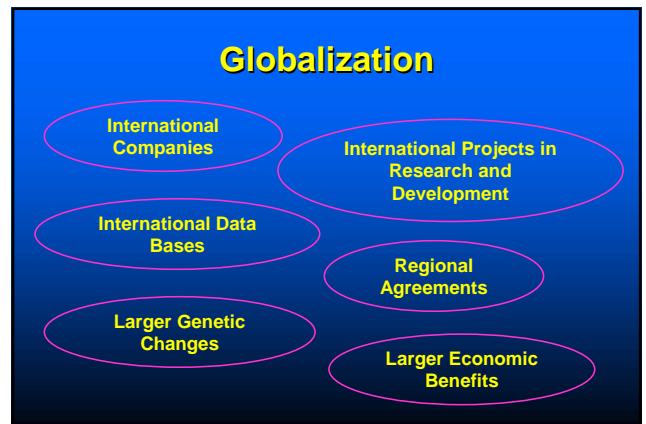 Globalization
International
Companies
International Projects in
Research and
Development
International Data
Bases
Regional
Agreements
Larger Genetic
Changes
Larger Economic
Benefits